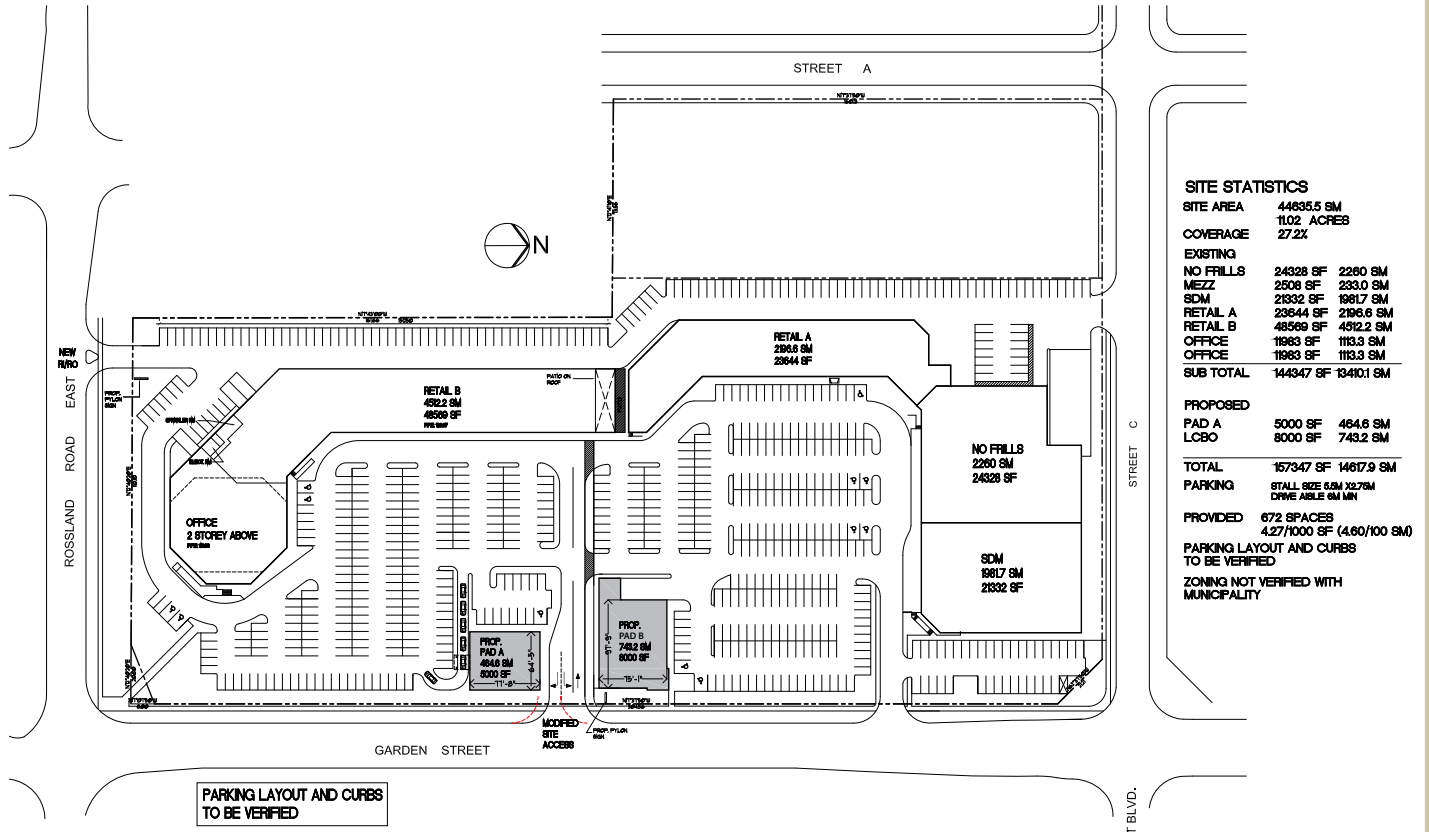 STREET A
N
NEW
RI/RO
PROP.
PYLON
SIGN
ROSSLAND ROAD EAST
RETAIL B
4512.2 SM
48569 SF
PATIO ON
ROOF
PATIO
RETAIL A
2196.6 SM
23644 SF
NO FRILLS
2260 SM
24328 SF
SDM
1981.7 SM
21332 SF
OFFICE
2 STOREY ABOVE
PROP.
PAD A
464.6 SM
5000 SF
64'-5"
77'-8"
PROP.
PAD B
743.2 SM
8000 SF
97'-9"
75'-1"
MODIFIED
SITE
ACCESS
PROP. PYLON
SIGN
GARDEN STREET
STREET C
T BLVD.
PARKING LAYOUT AND CURBS
TO BE VERIFIED
SITE STATISTICS
SITE AREA 44635.5 SM
11.02 ACRES
COVERAGE 27.2%
EXISTING
NO FRILLS 24328 SF 2260 SM
MEZZ 2508 SF 233.0 SM
SDM 21332 SF 1981.7 SM
RETAIL A 23644 SF 2196.6 SM
RETAIL B 48569 SF 4512.2 SM
OFFICE 11983 SF 1113.3 SM
OFFICE 11983 SF 1113.3 SM
SUB TOTAL 144347 SF 13410.1 SM
PROPOSED
PAD A 5000 SF 464.6 SM
LCBO 8000 SF 743.2 SM
TOTAL 157347 SF 14617.9 SM
PARKING STALL SIZE 5.5M X2.75M
DRIVE AISLE 6M MIN
PROVIDED 672 SPACES
4.27/1000 SF (4.60/100 SM)
PARKING LAYOUT AND CURBS
TO BE VERIFIED
ZONING NOT VERIFIED WITH
MUNICIPALITY